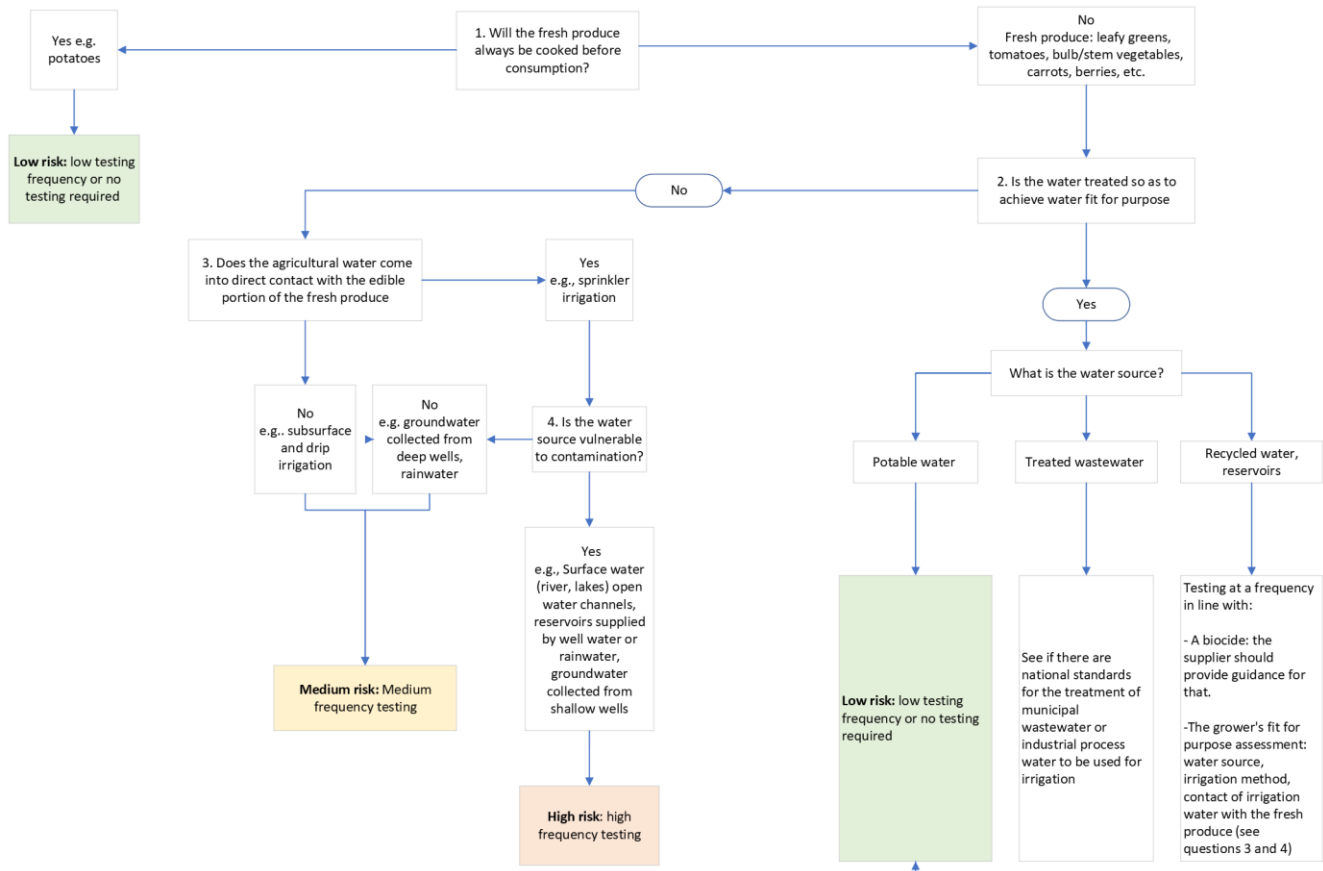 Yes e.g.
potatoes
1. Will the fresh produce
always be cooked before
consumption?
No
Fresh produce: leafy greens,
tomatoes, bulb/stem vegetables,
carrots, berries, etc.
Low risk: low testing
frequency or no
testing required
No
2. Is the water treated so as to
achieve water fit for purpose
3. Does the agricultural water come
into direct contact with the edible
portion of the fresh produce
Yes
e.g., sprinkler
irrigation
Yes
What is the water source?
No
e.g.. subsurface
and drip
irrigation
No
e.g. groundwater
collected from
deep wells,
rainwater
4. Is the water
source vulnerable
to contamination?
Potable water
Treated wastewater
Recycled water,
reservoirs
Yes
e.g., Surface water
(river, lakes) open
water channels,
reservoirs supplied
by well water or
rainwater,
groundwater
collected from
shallow wells
Medium risk: Medium
frequency testing
High risk: high
frequency testing
Low risk: low testing
frequency or no testing
required
See if there are
national standards
for the treatment of
municipal
wastewater or
industrial process
water to be used for
irrigation
Testing at a frequency
in line with:
- A biocide: the
supplier should
provide guidance for
that.
-The grower's fit for
purpose assessment:
water source,
irrigation method,
contact of irrigation
water with the fresh
produce (see
questions 3 and 4)